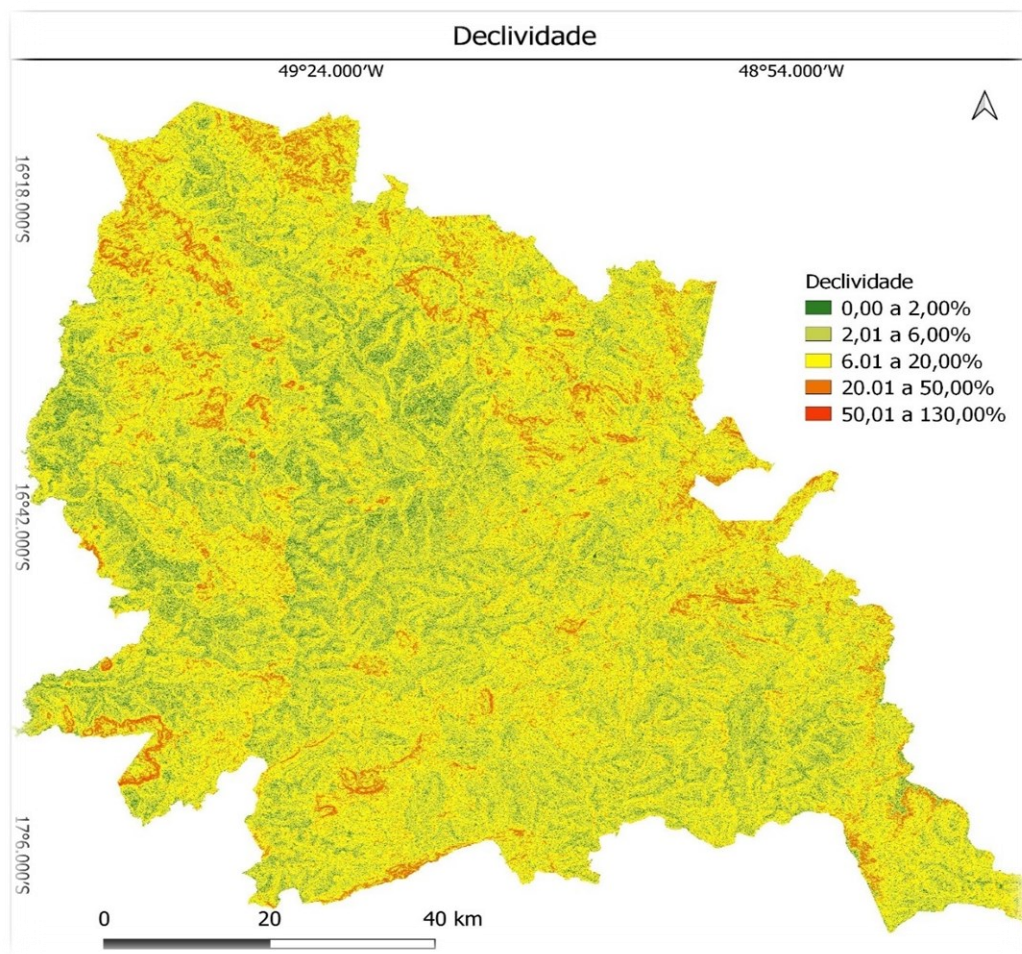 Declividade
49°24.000'W
48°54.000'W
16°18.000'S
Declividade
0,00 a 2,00%
2,01 a 6,00%
6.01 a 20,00%
20.01 a 50,00%
50,01 a 130,00%
16°42.000'S
17°6.000'S
0 20 40 km